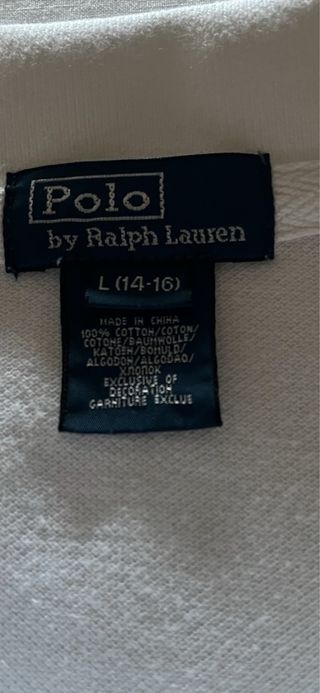 Polo
by Ralph Lauren
L (14-16)
MADE IN CHINA
100% COTTON/COTON/
COTONE/BAUMWOLLE/
KATOEN/BOMULD/
ALGODON/ALGODAO/
ХЛОПОК
EXCLUSIVE OF
DECORATION
GARNITURE EXCLUE